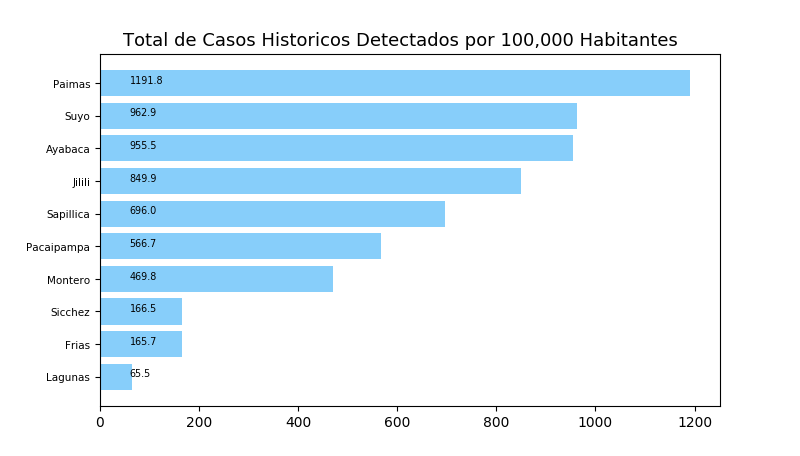 Total de Casos Historicos Detectados por 100,000 Habitantes
Paimas 1191.8
Suyo 962.9
Ayabaca 955.5
Jilili 849.9
Sapillica 696.0
Pacaipampa 566.7
Montero 469.8
Sicchez 166.5
Frias 165.7
Lagunas 65.5
0 200 400 600 800 1000 1200